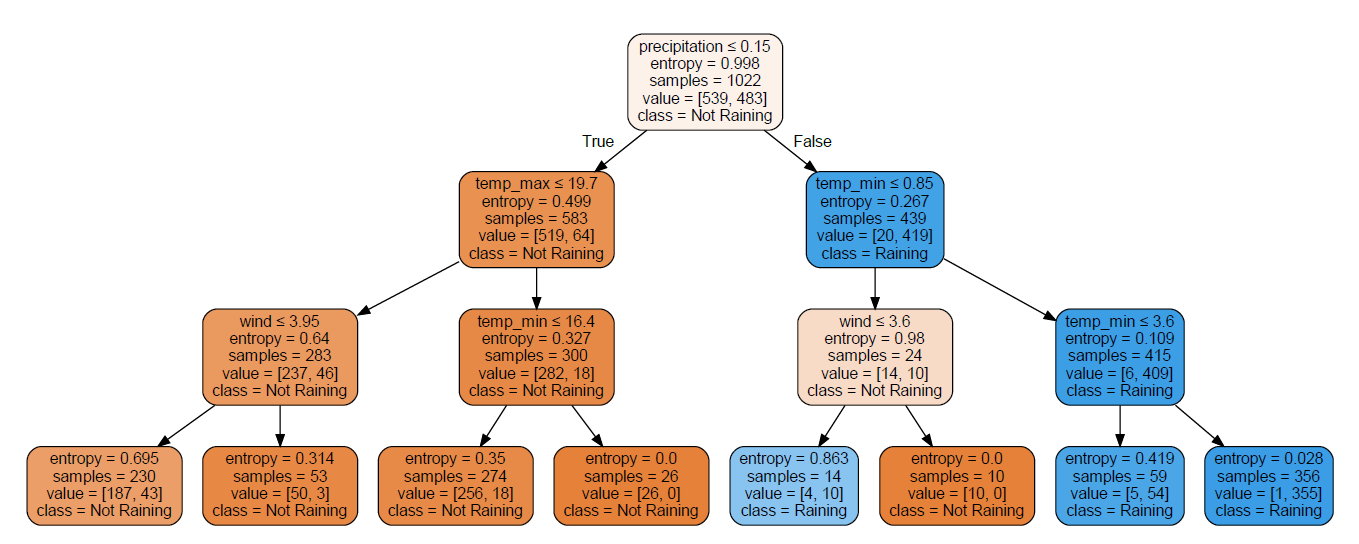 precipitation ≤ 0.15
entropy = 0.998
samples = 1022
value = [539, 483]
class = Not Raining
True
False
temp_max ≤ 19.7
entropy = 0.499
samples = 583
value = [519, 64]
class = Not Raining
temp_min ≤ 0.85
entropy = 0.267
samples = 439
value = [20, 419]
class = Raining
wind ≤ 3.95
entropy = 0.64
samples = 283
value = [237, 46]
class = Not Raining
temp_min ≤ 16.4
entropy = 0.327
samples = 300
value = [282, 18]
class = Not Raining
wind ≤ 3.6
entropy = 0.98
samples = 24
value = [14, 10]
class = Not Raining
temp_min ≤ 3.6
entropy = 0.109
samples = 415
value = [6, 409]
class = Raining
entropy = 0.695
samples = 230
value = [187, 43]
class = Not Raining
entropy = 0.314
samples = 53
value = [50, 3]
class = Not Raining
entropy = 0.35
samples = 274
value = [256, 18]
class = Not Raining
entropy = 0.0
samples = 26
value = [26, 0]
class = Not Raining
entropy = 0.863
samples = 14
value = [4, 10]
class = Raining
entropy = 0.0
samples = 10
value = [10, 0]
class = Not Raining
entropy = 0.419
samples = 59
value = [5, 54]
class = Raining
entropy = 0.028
samples = 356
value = [1, 355]
class = Raining